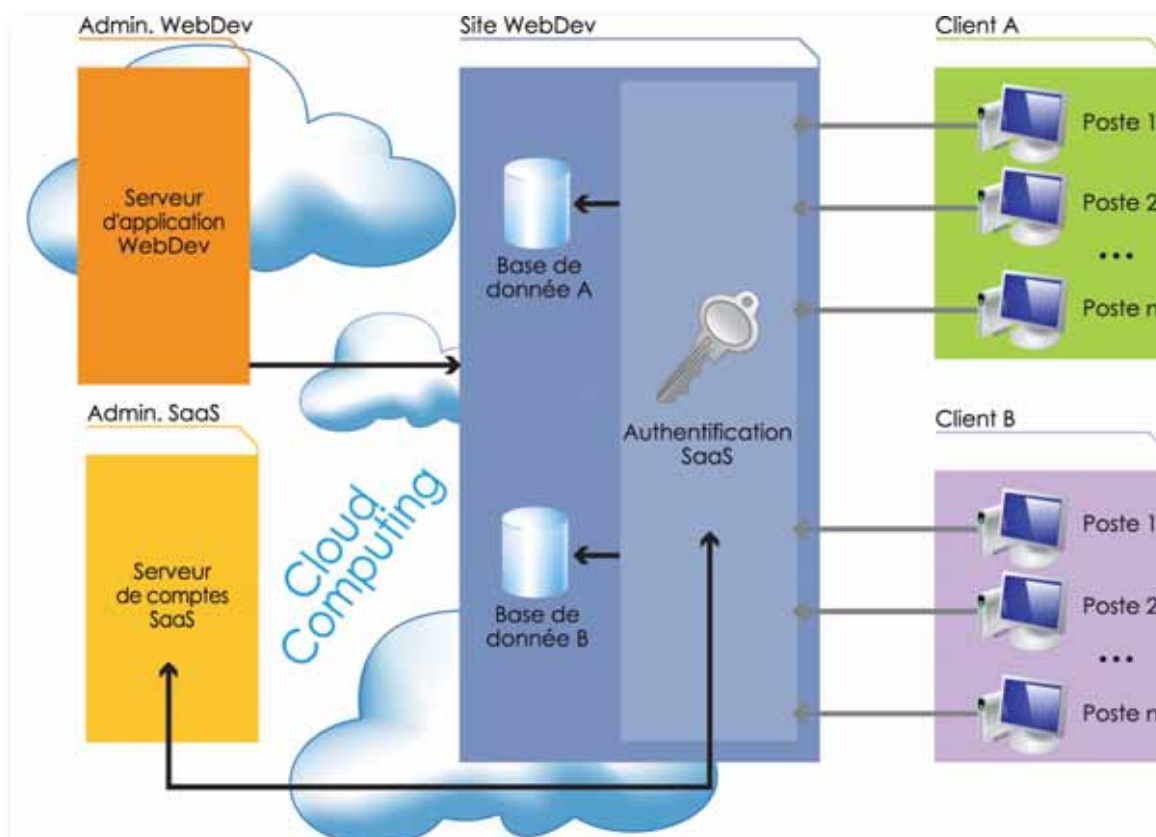 Admin. WebDev
Serveur
d'application
WebDev
Admin. SaaS
Serveur
de comptes
SaaS
Cloud
Computing
Site WebDev
Base de
donnée A
Authentification
SaaS
Base de
donnée B
Client A
Poste 1
Poste 2
...
Poste n
Client B
Poste 1
Poste 2
...
Poste n